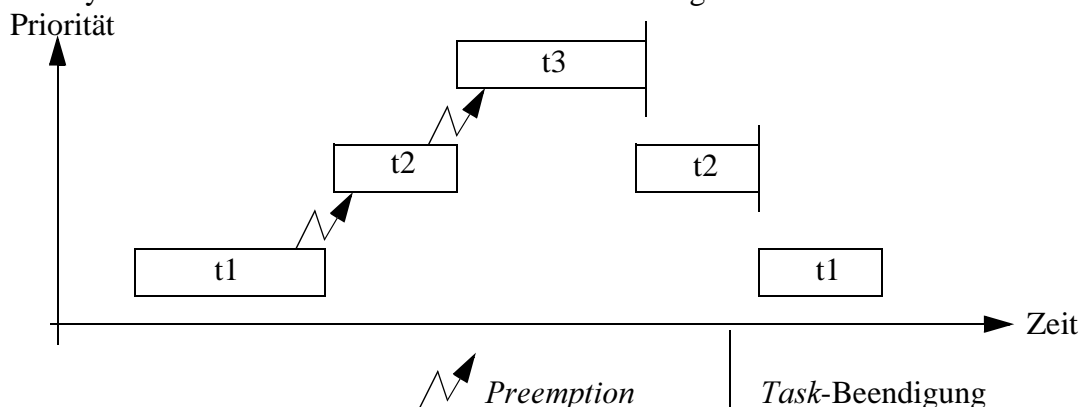 Priorität
t3
t2
t2
t1
t1
Zeit
Preemption
Task-Beendigung